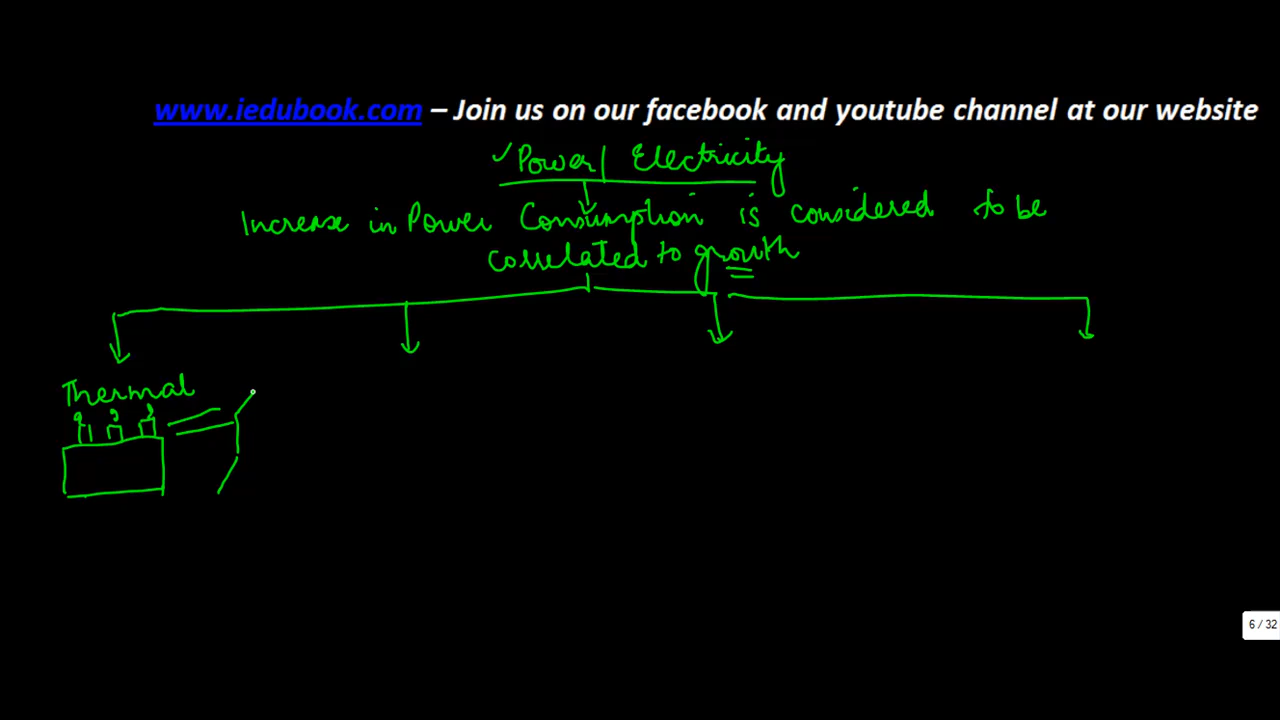 www.iedubook.com – Join us on our facebook and youtube channel at our website
✓Power/ Electricity
Increase in Power Consumption is considered to be
correlated to growth
Thermal
6 / 32